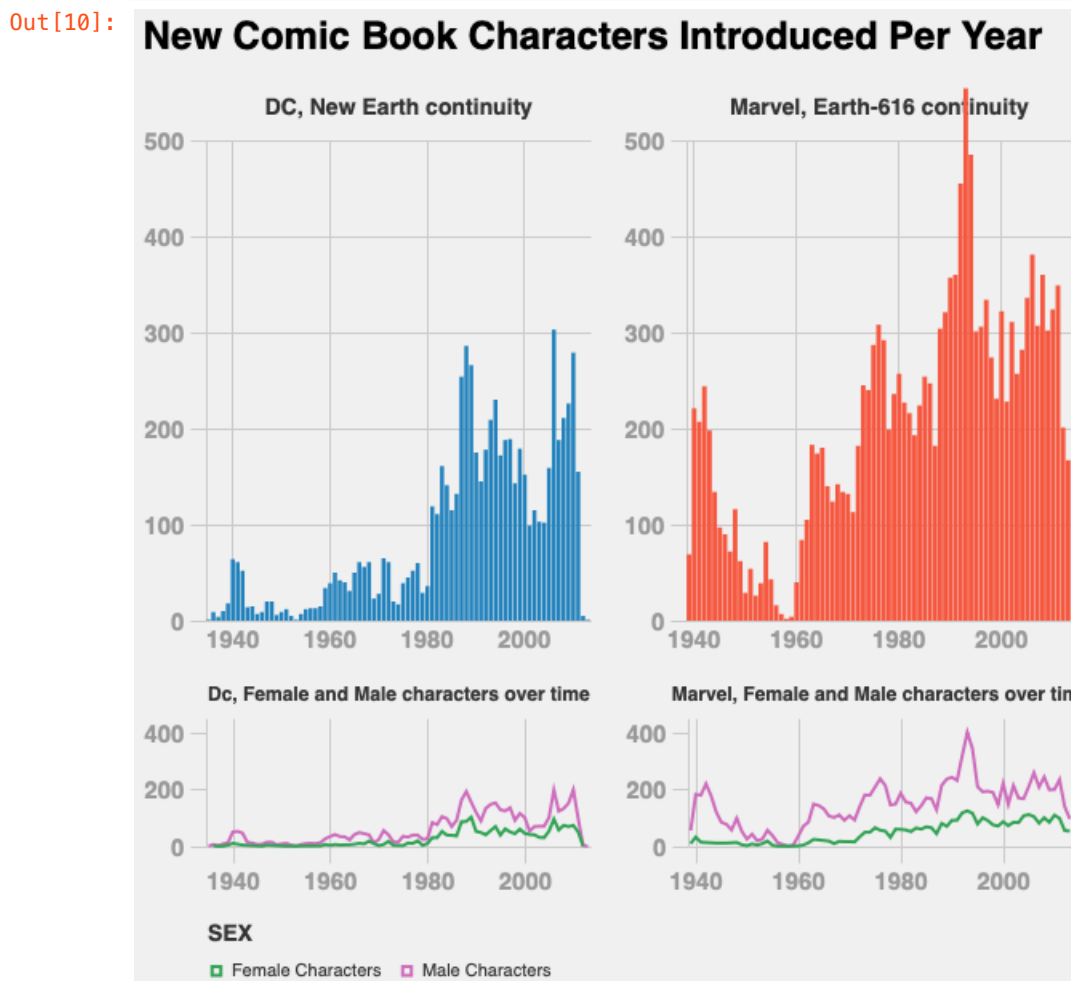 Out[10]:
New Comic Book Characters Introduced Per Year
DC, New Earth continuity
Marvel, Earth-616 continuity
500
400
300
200
100
0
1940 1960 1980 2000
500
400
300
200
100
0
1940 1960 1980 2000
Dc, Female and Male characters over time
Marvel, Female and Male characters over
400
200
0
1940 1960 1980 2000
400
200
0
1940 1960 1980 2000
SEX
Female Characters Male Characters